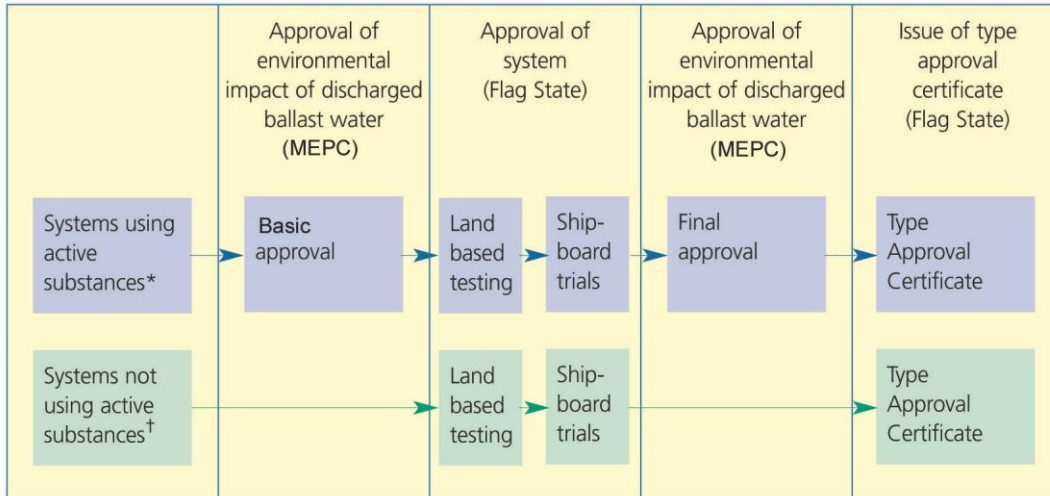 Approval of
environmental
impact of discharged
ballast water
(MEPC)
Approval of
system
(Flag State)
Approval of
environmental
impact of discharged
ballast water
(MEPC)
Issue of type
approval
certificate
(Flag State)
Systems using
active
substances*
Basic
approval
Land
based
testing
Ship-
board
trials
Final
approval
Type
Approval
Certificate
Systems not
using active
substances†
Land
based
testing
Ship-
board
trials
Type
Approval
Certificate